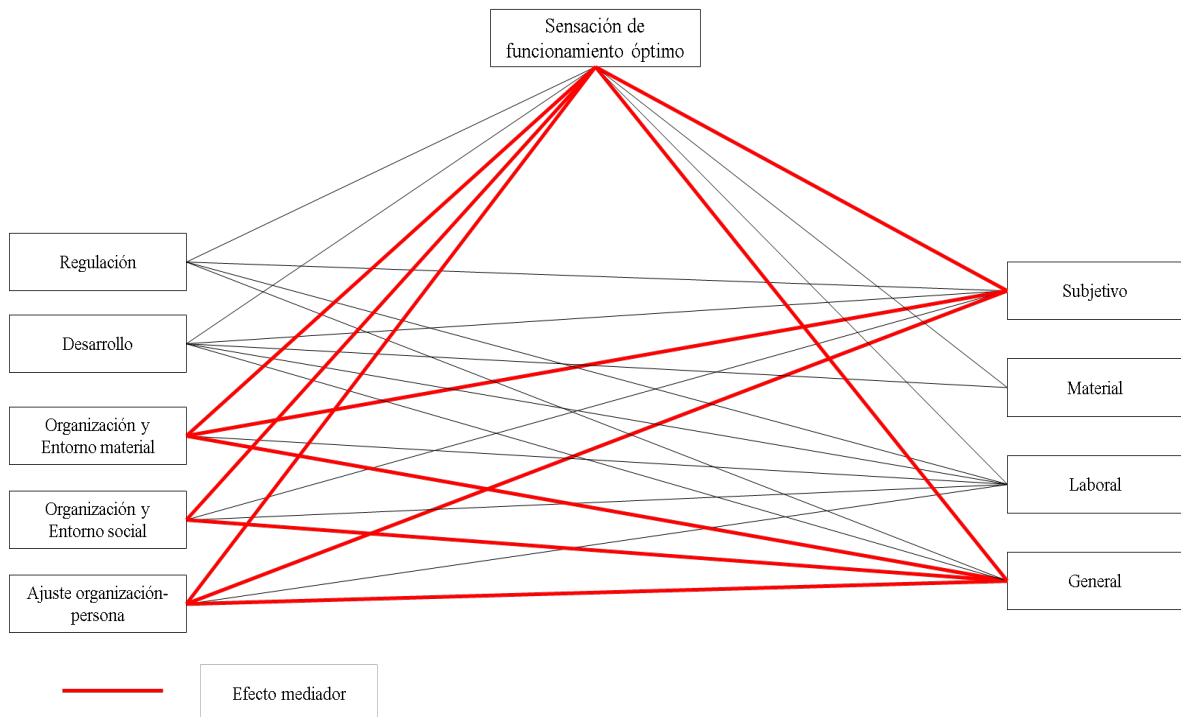 Sensación de
funcionamiento óptimo
Regulación
Desarrollo
Organización y
Entorno material
Organización y
Entorno social
Ajuste organización-
persona
Subjetivo
Material
Laboral
General
Efecto mediador